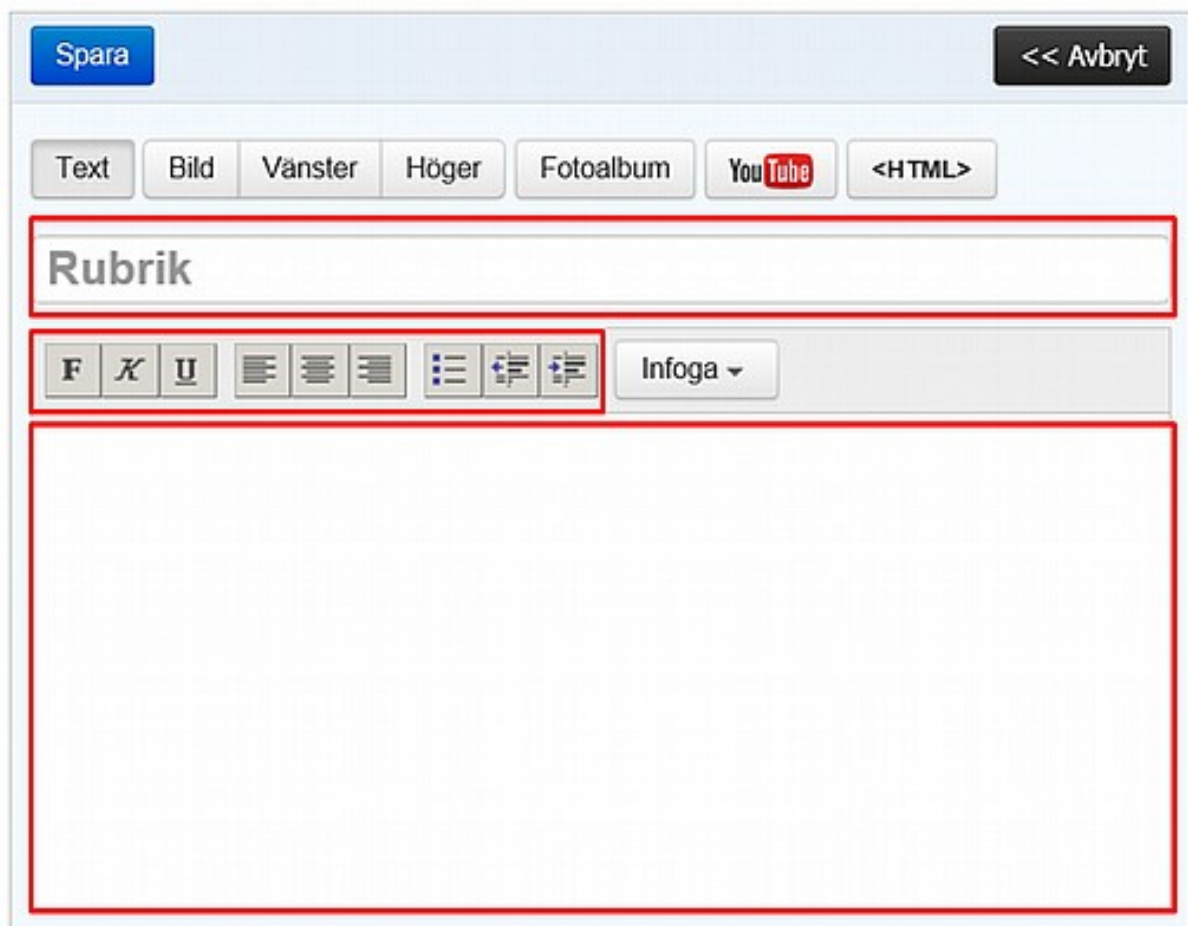 Spara << Avbryt
Text Bild Vänster Höger Fotoalbum YouTube <HTML>
Rubrik
F K U Infoga